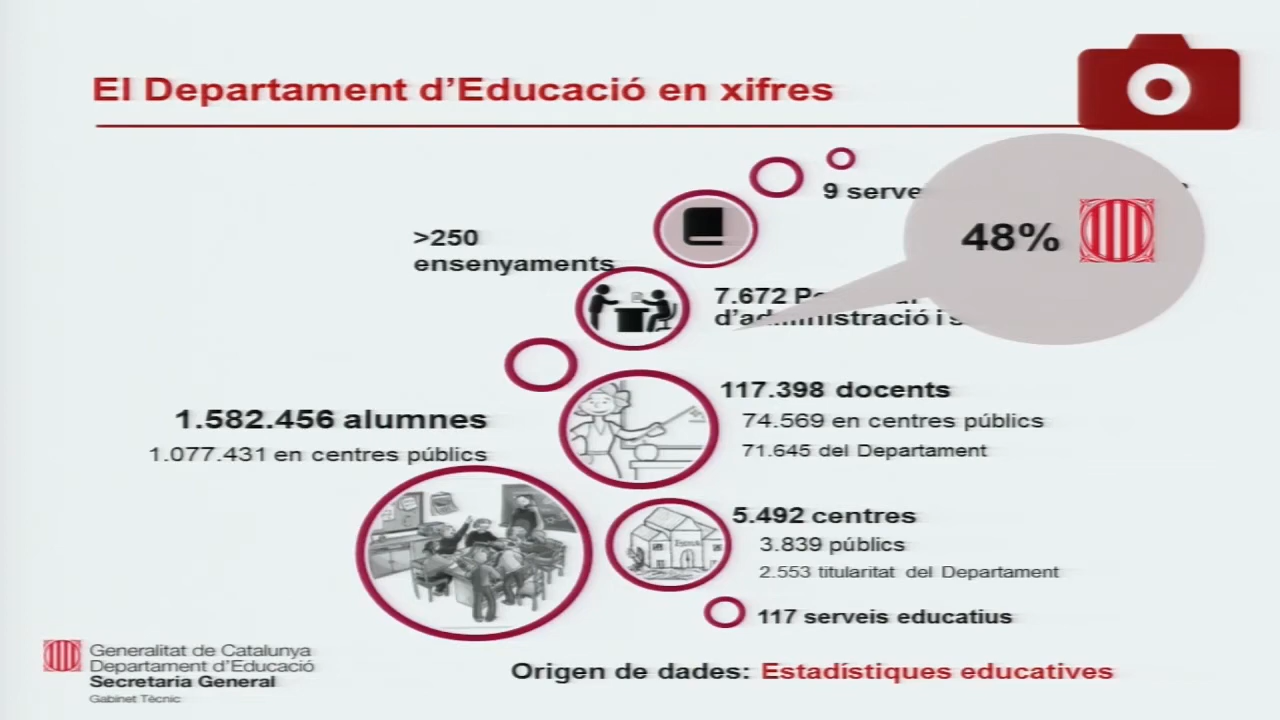 El Departament d'Educació en xifres
9
48%
>250
ensenyaments
7.672
1.582.456 alumnes
1.077.431 en centres públics
117.398 docents
74.569 en centres públics
71.645 del Departament
5.492 centres
3.839 públics
2.553 titularitat del Departament
117 serveis educatius
Generalitat de Catalunya
Departament d'Educació
Secretaria General
Gabinet Tècnic
Origen de dades: Estadístiques educatives